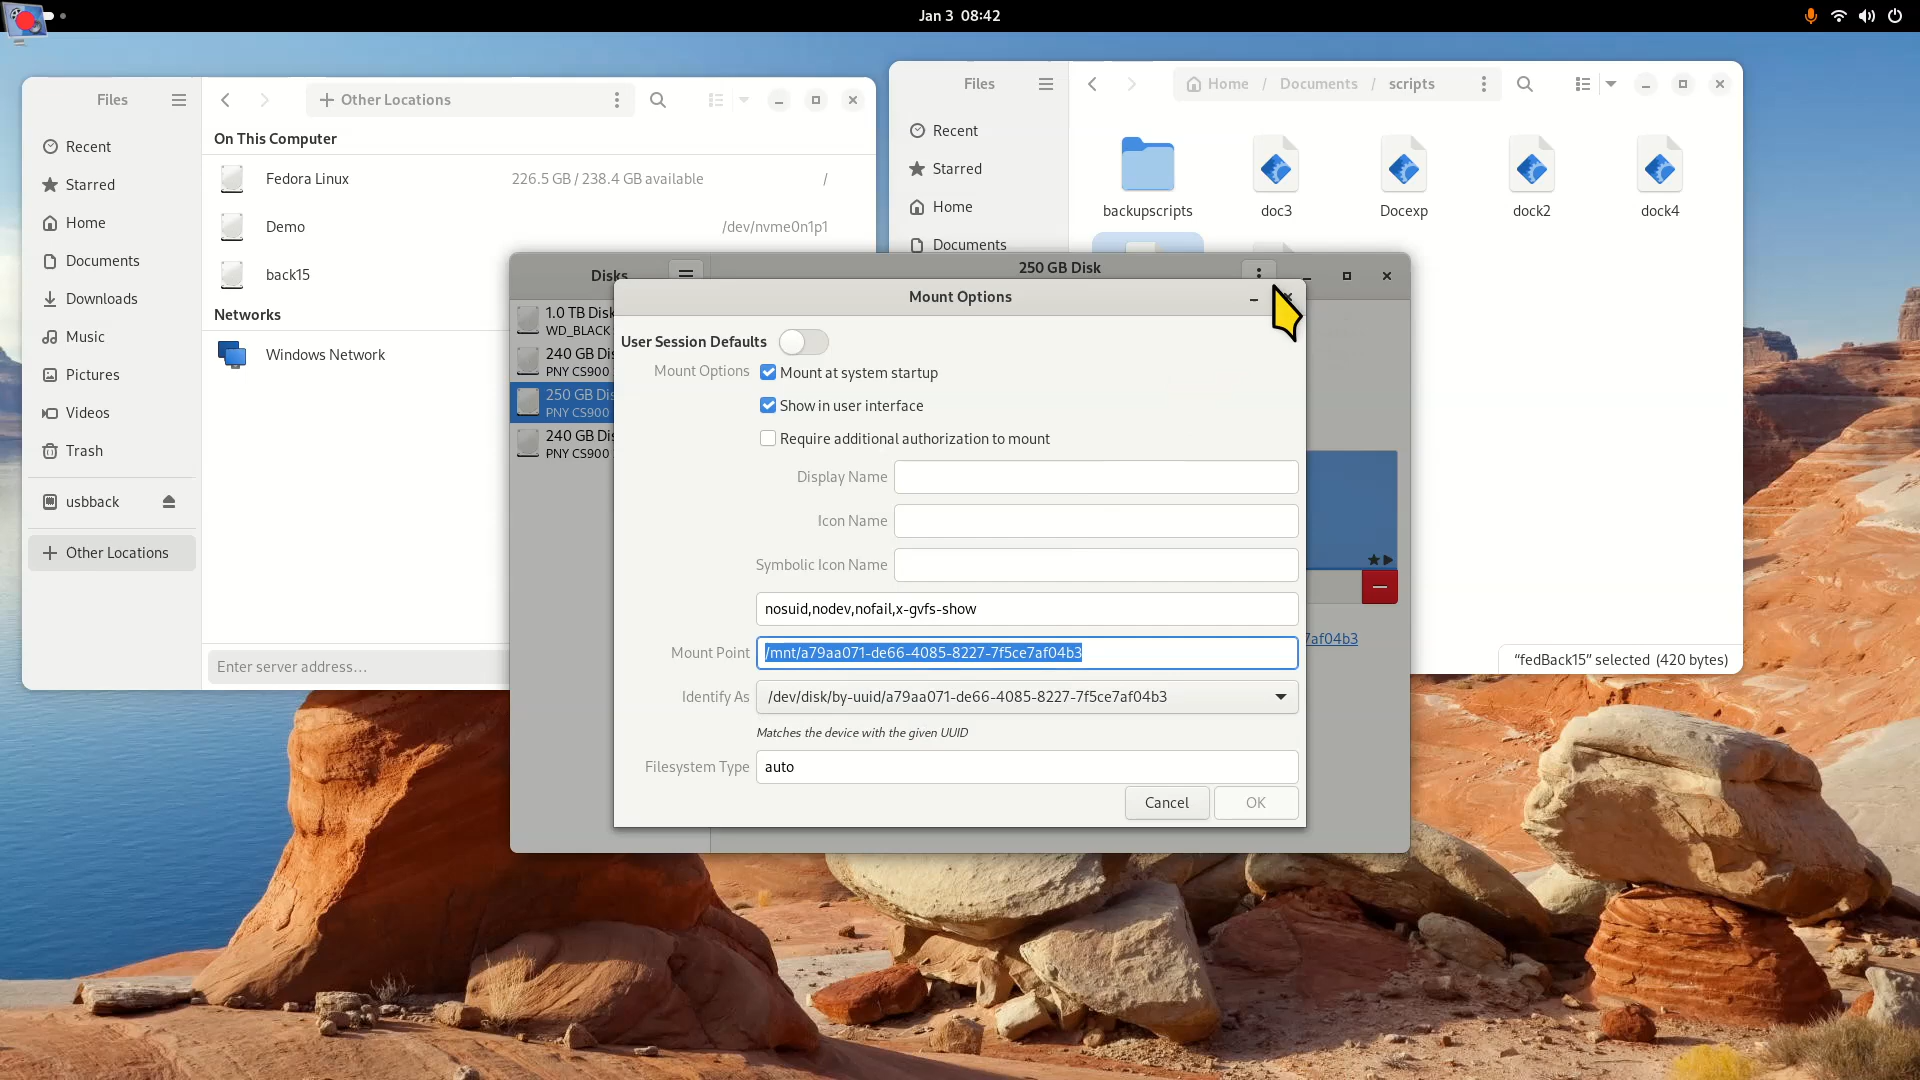 Jan 3 08:42
Files
Other Locations
Recent
Starred
Home
Documents
Downloads
Music
Pictures
Videos
Trash
usbback
Other Locations
On This Computer
Fedora Linux 226.5 GB / 238.4 GB available /
Demo /dev/nvme0n1p1
back15
Networks
Windows Network
Enter server address...
Files
Home / Documents / scripts
Recent
Starred
Home
Documents
backupscripts
doc3
Docexp
dock2
dock4
"fedBack15" selected (420 bytes)
Disks
250 GB Disk
1.0 TB Disk
WD_BLACK
240 GB Dis
PNY CS900
250 GB Dis
PNY CS900
240 GB Dis
PNY CS900
7af04b3
Mount Options
User Session Defaults
Mount Options
Mount at system startup
Show in user interface
Require additional authorization to mount
Display Name
Icon Name
Symbolic Icon Name
nosuid,nodev,nofail,x-gvfs-show
Mount Point /mnt/a79aa071-de66-4085-8227-7f5ce7af04b3
Identify As /dev/disk/by-uuid/a79aa071-de66-4085-8227-7f5ce7af04b3
Matches the device with the given UUID
Filesystem Type auto
Cancel
OK